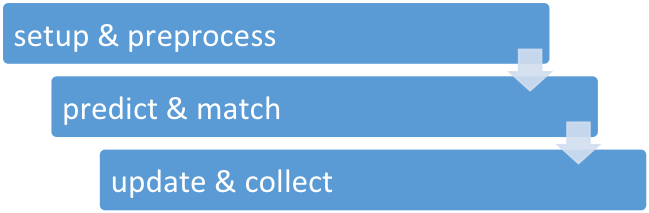 setup & preprocess
predict & match
update & collect